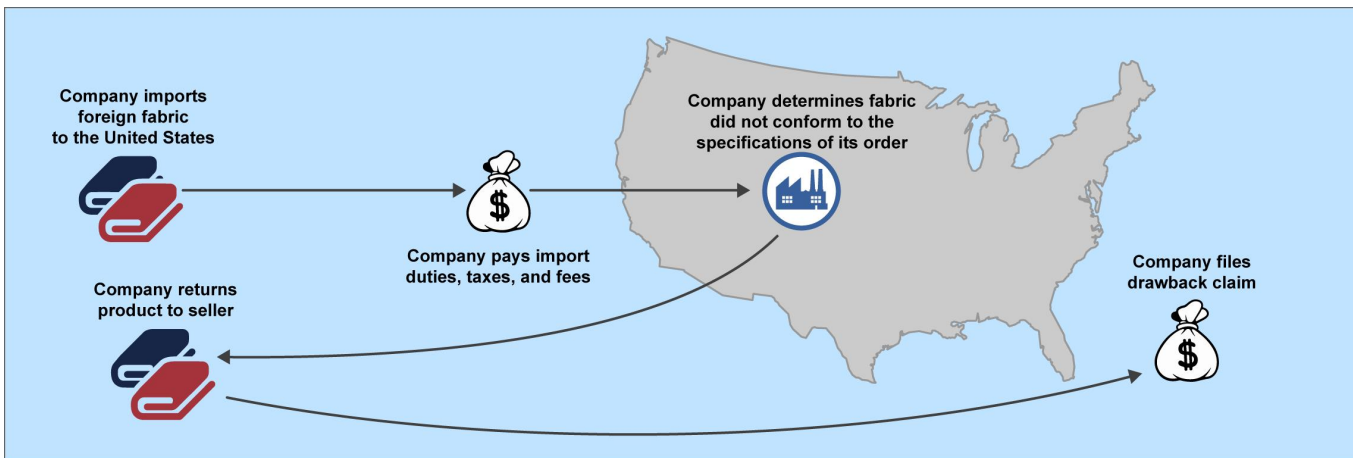 Company imports
foreign fabric
to the United States
$
Company pays import
duties, taxes, and fees
Company determines fabric
did not conform to the
specifications of its order
Company returns
product to seller
Company files
drawback claim
$